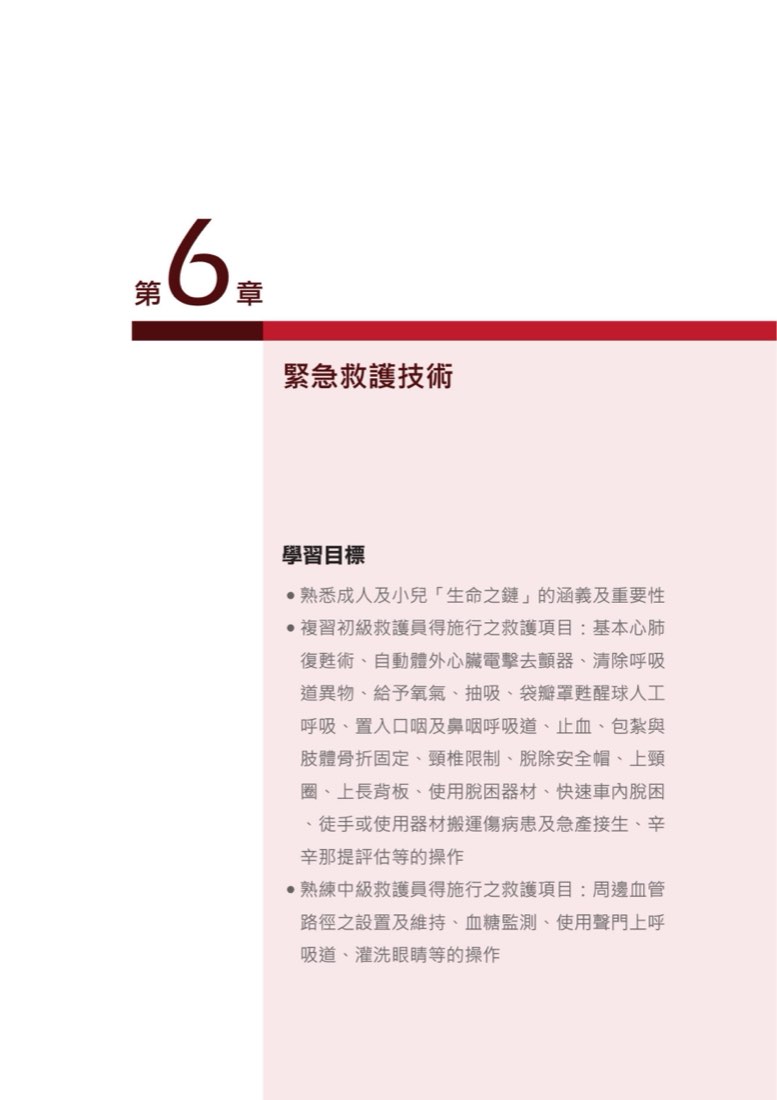 第6章
緊急救護技術
學習目標
●熟悉成人及小兒「生命之鏈」的涵義及重要性
●複習初級救護員得施行之救護項目：基本心肺
復甦術、自動體外心臟電擊去顫器、清除呼吸
道異物、給予氧氣、抽吸、袋瓣罩甦醒球人工
呼吸、置入口咽及鼻咽呼吸道、止血、包紮與
肢體骨折固定、頸椎限制、脫除安全帽、上頸
圈、上長背板、使用脫困器材、快速車內脫困
、徒手或使用器材搬運傷病患及急產接生、辛
辛那提評估等的操作
●熟練中級救護員得施行之救護項目：周邊血管
路徑之設置及維持、血糖監測、使用聲門上呼
吸道、灌洗眼睛等的操作